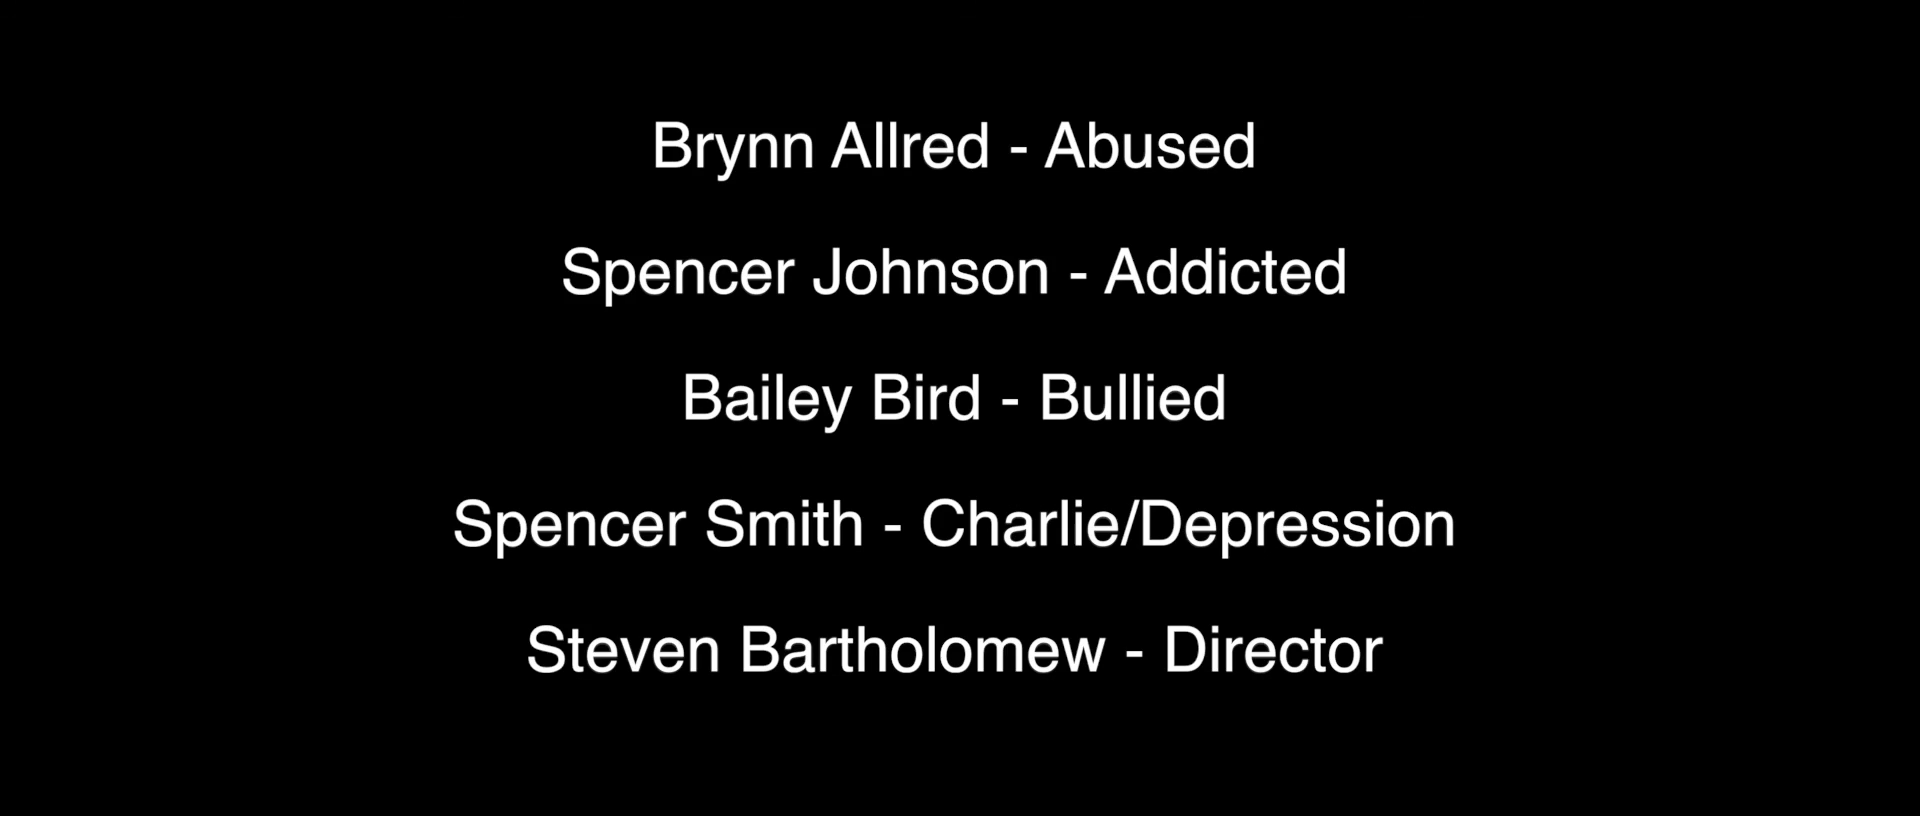 Brynn Allred - Abused
Spencer Johnson - Addicted
Bailey Bird - Bullied
Spencer Smith - Charlie/Depression
Steven Bartholomew - Director